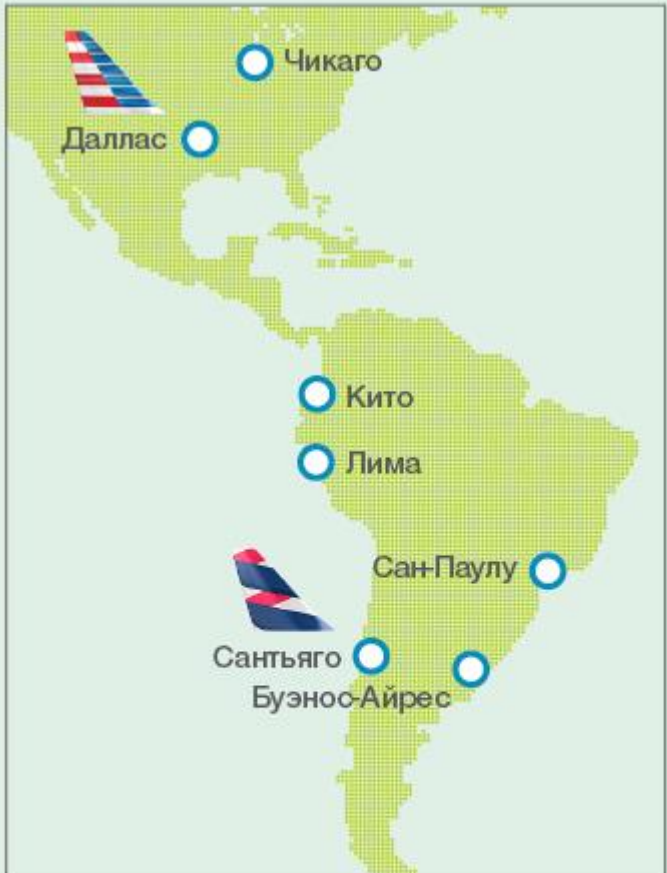 Чикаго
Даллас
Кито
Лима
Сан-Паулу
Сантьяго
Буэнос-Айрес